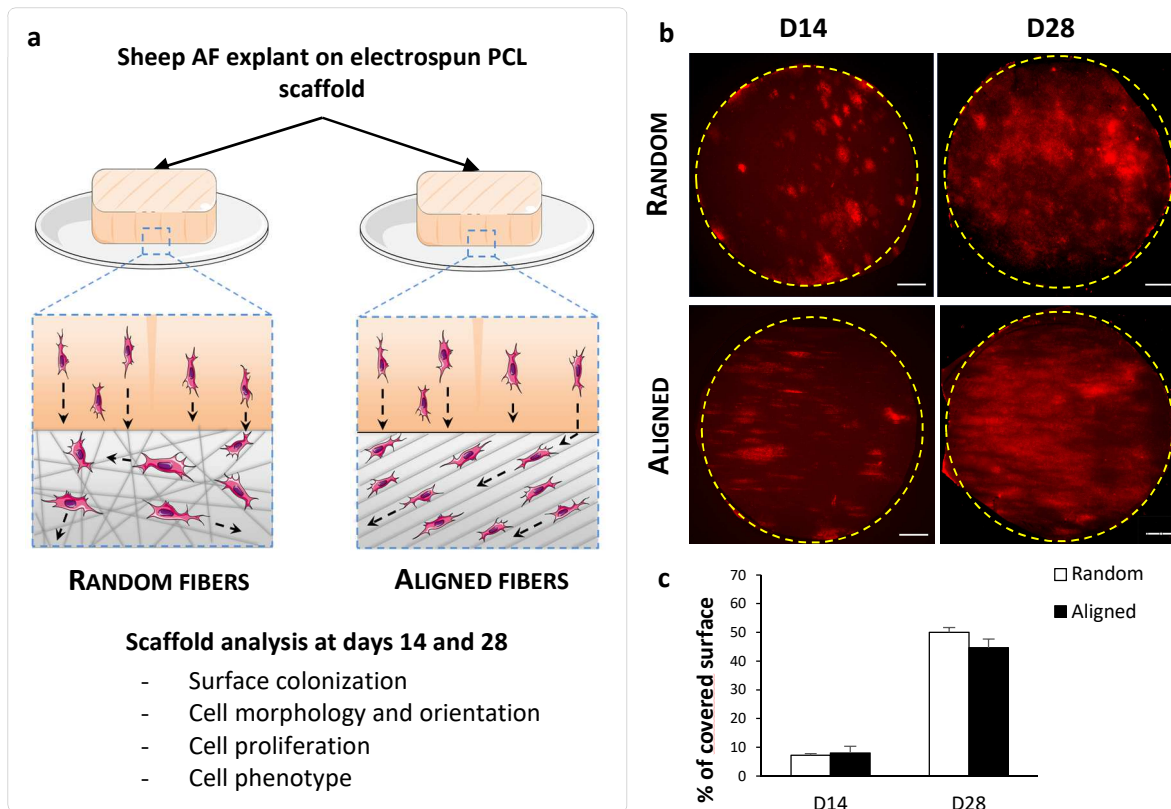 a
Sheep AF explant on electrospun PCL
scaffold
RANDOM FIBERS
ALIGNED FIBERS
Scaffold analysis at days 14 and 28
- Surface colonization
- Cell morphology and orientation
- Cell proliferation
- Cell phenotype
b
D14
D28
RANDOM
ALIGNED
c
% of covered surface
70
60
50
40
30
20
10
0
D14
D28
Random
Aligned